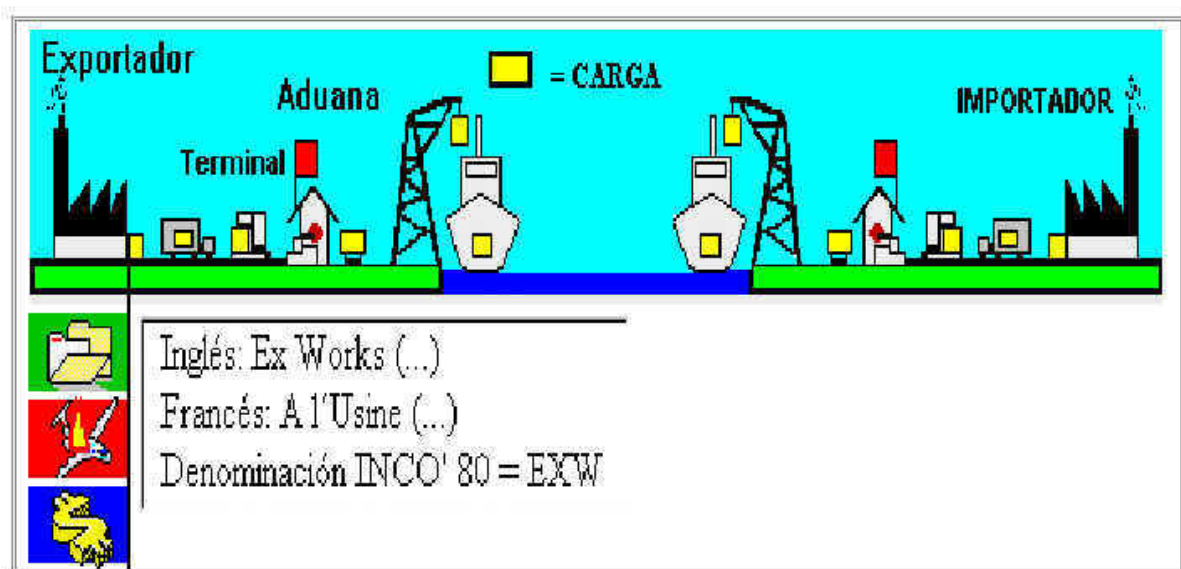 Exportador
Aduana
= CARGA
IMPORTADOR
Terminal
Inglés: Ex Works (...)
Francés: A l'Usine (...)
Denominación INCO' 80 = EXW